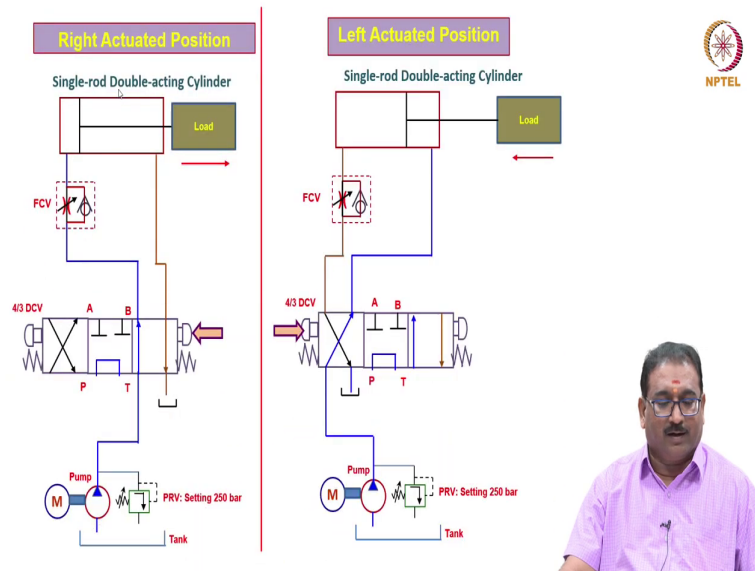 Right Actuated Position
Single-rod Double-acting Cylinder
Load
FCV
4/3 DCV
A
B
P
T
Pump
M
PRV: Setting 250 bar
Tank
Left Actuated Position
Single-rod Double-acting Cylinder
Load
FCV
4/3 DCV
A
B
P
T
Pump
M
PRV: Setting 250 bar
Tank
NPTEL